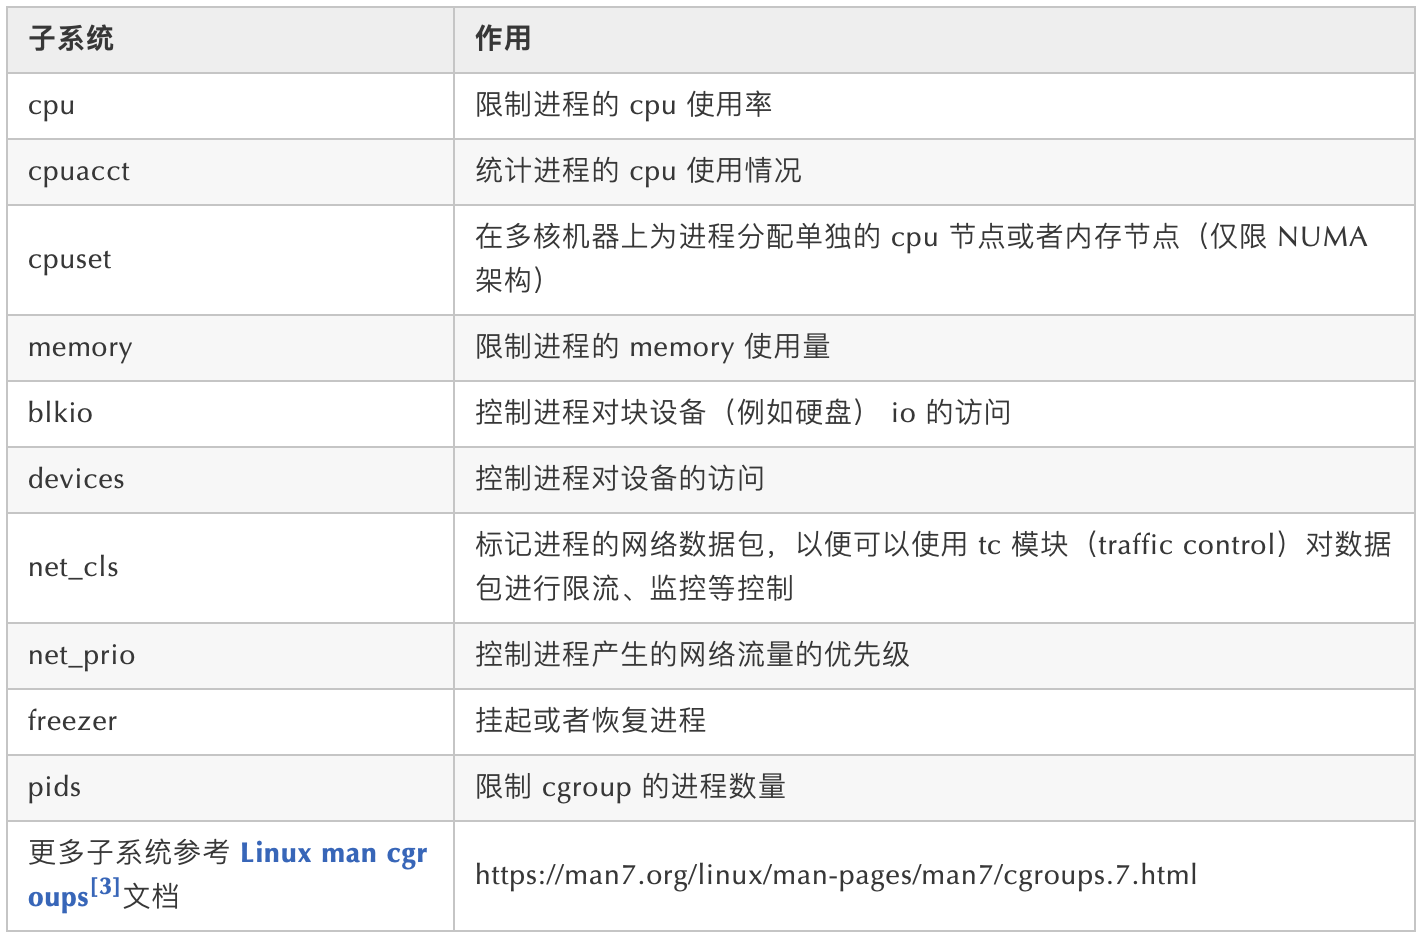 子系统 作用
cpu 限制进程的 cpu 使用率
cpuacct 统计进程的 cpu 使用情况
cpuset 在多核机器上为进程分配单独的 cpu 节点或者内存节点（仅限 NUMA
架构）
memory 限制进程的 memory 使用量
blkio 控制进程对块设备（例如硬盘） io 的访问
devices 控制进程对设备的访问
net_cls 标记进程的网络数据包，以便可以使用 tc 模块（traffic control）对数据
包进行限流、监控等控制
net_prio 控制进程产生的网络流量的优先级
freezer 挂起或者恢复进程
pids 限制 cgroup 的进程数量
更多子系统参考 Linux man cgr
oups[3]文档
https://man7.org/linux/man-pages/man7/cgroups.7.html